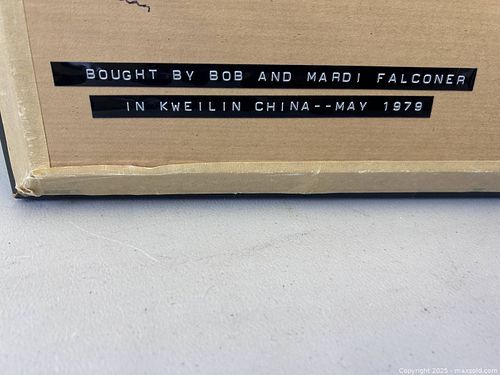 BOUGHT BY BOB AND MARDI FALCONER
IN KWEILIN CHINA--MAY 1979
Copyright 2025 - maxsold.com